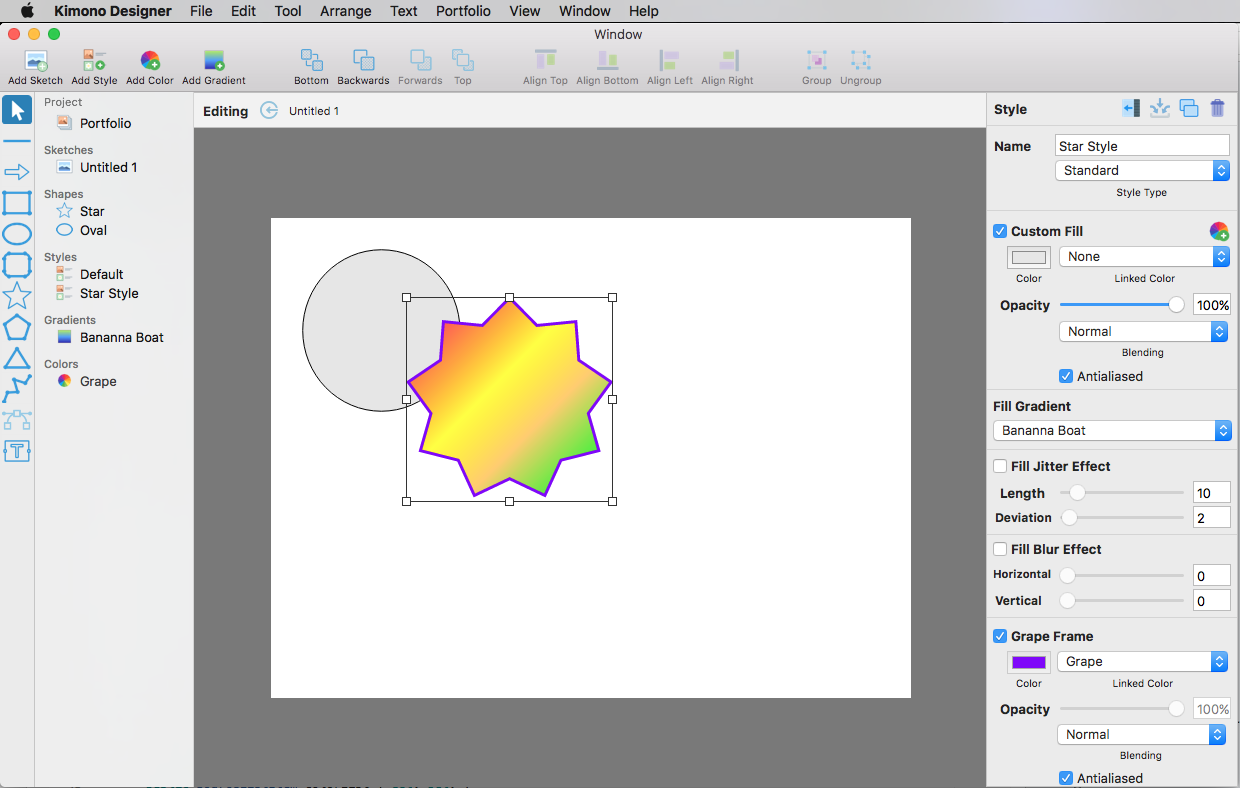 Kimono Designer File Edit Tool Arrange Text Portfolio View Window Help
Window
Add Sketch Add Style Add Color Add Gradient Bottom Backwards Forwards Top Align Top Align Bottom Align Left Align Right Group Ungroup
Project
Portfolio
Sketches
Untitled 1
Shapes
Star
Oval
Styles
Default
Star Style
Gradients
Bananna Boat
Colors
Grape
T
Editing Untitled 1
Style
Name Star Style
Standard
Style Type
Custom Fill
None
Color Linked Color
Opacity 100%
Normal
Blending
Antialiased
Fill Gradient
Bananna Boat
Fill Jitter Effect
Length 10
Deviation 2
Fill Blur Effect
Horizontal 0
Vertical 0
Grape Frame
Grape
Color Linked Color
Opacity 100%
Normal
Blending
Antialiased